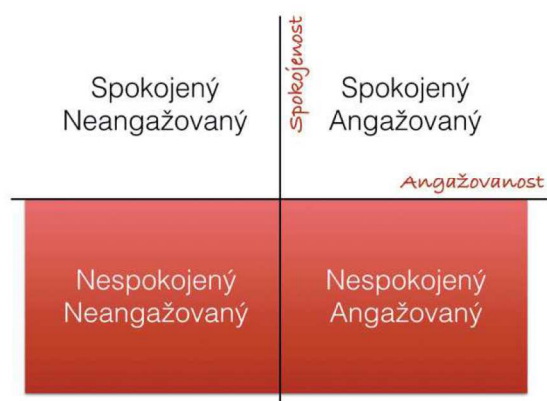 Spokojený
Neangažovaný
Spokojenost
Spokojený
Angažovaný
Angažovanost
Nespokojený
Neangažovaný
Nespokojený
Angažovaný